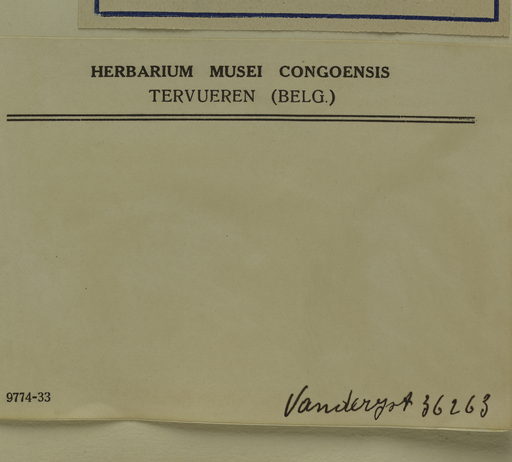 HERBARIUM MUSEI CONGOENSIS
TERVUEREN (BELG.)
9774-33
Vanderyst 36263